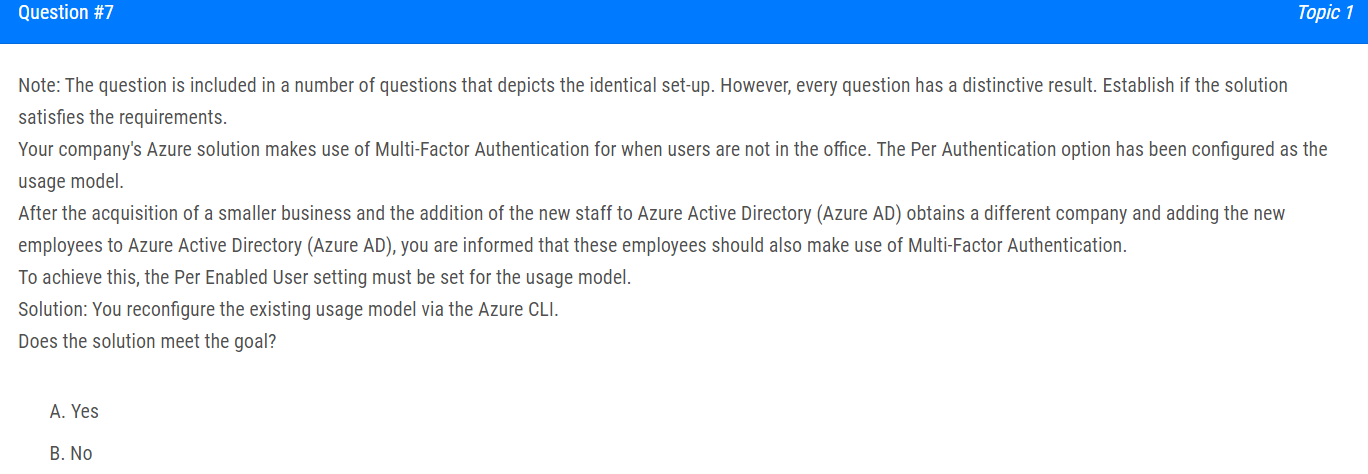 Question #7
Topic 1
Note: The question is included in a number of questions that depicts the identical set-up. However, every question has a distinctive result. Establish if the solution
satisfies the requirements.
Your company's Azure solution makes use of Multi-Factor Authentication for when users are not in the office. The Per Authentication option has been configured as the
usage model.
After the acquisition of a smaller business and the addition of the new staff to Azure Active Directory (Azure AD) obtains a different company and adding the new
employees to Azure Active Directory (Azure AD), you are informed that these employees should also make use of Multi-Factor Authentication.
To achieve this, the Per Enabled User setting must be set for the usage model.
Solution: You reconfigure the existing usage model via the Azure CLI.
Does the solution meet the goal?
A. Yes
B. No